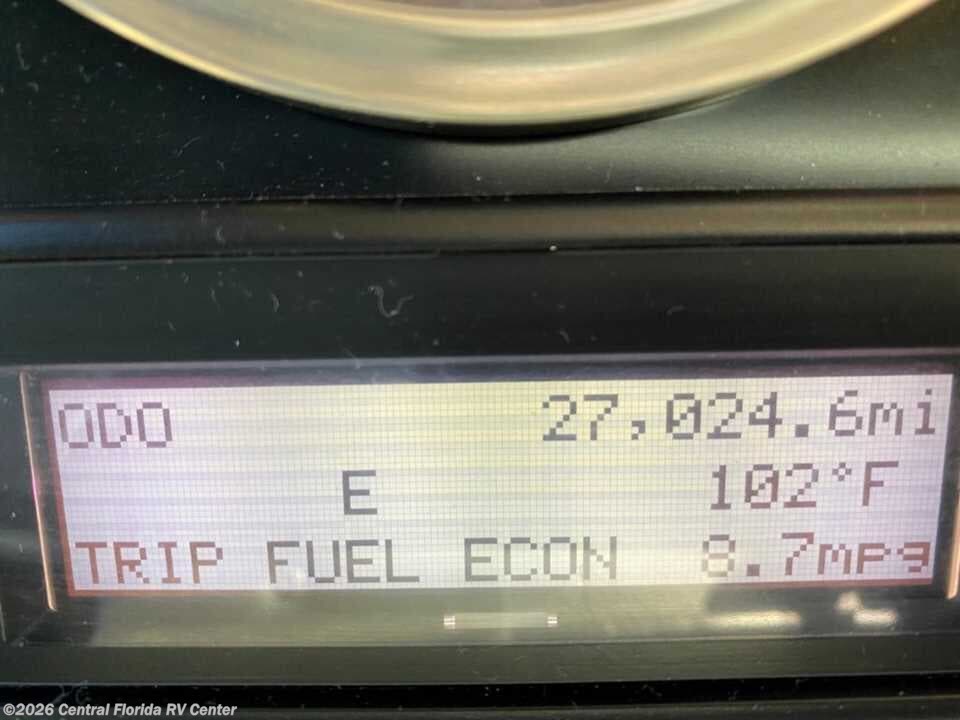 ODO 27,024.6mi
E 102°F
TRIP FUEL ECON 8.7mpg
©2026 Central Florida RV Center